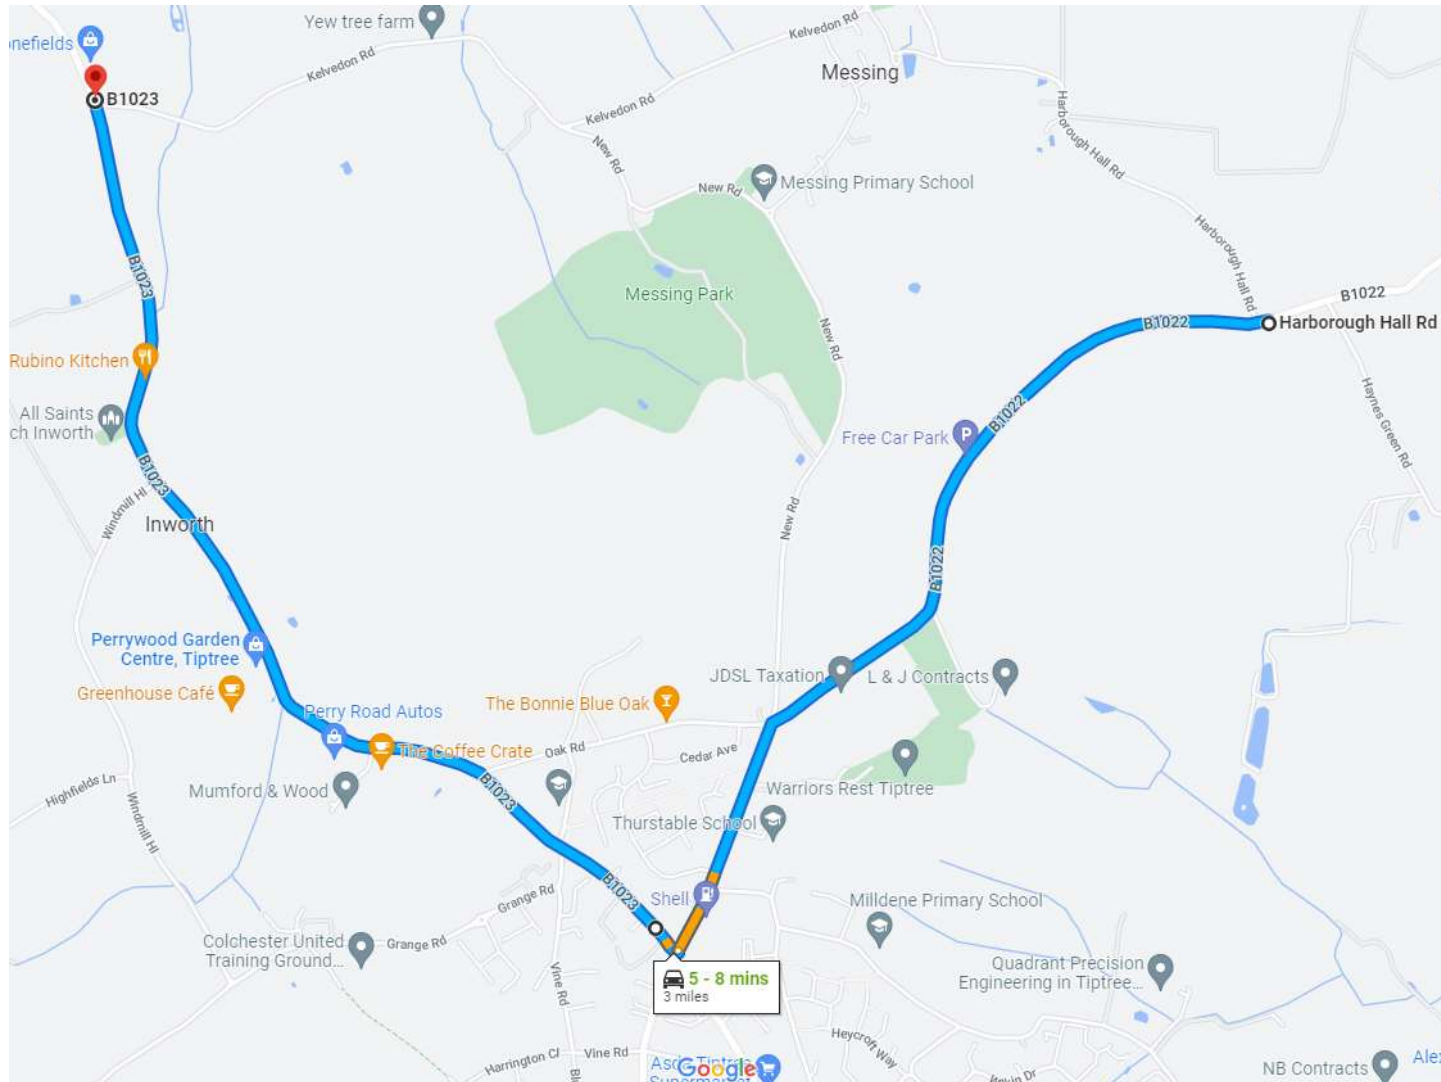 Yew tree farm
onefields
Kelvedon Rd
Kelvedon Rd
Messing
B1023
Kelvedon Rd
Harborough Hall Rd
New Rd
New Rd
Messing Primary School
Harborough Hall Rd
B1023
Messing Park
B1022
B1022
Harborough Hall Rd
New Rd
Rubino Kitchen
Haynes Green Rd
All Saints
ch Inworth
B1022
Free Car Park
P
B1023
Windmill Hl
Inworth
New Rd
B1022
Perrywood Garden
Centre, Tiptree
Greenhouse Café
JDSL Taxation
L & J Contracts
The Bonnie Blue Oak
Perry Road Autos
The Coffee Crate
Oak Rd
Cedar Ave
Highfields Ln
Mumford & Wood
B1023
Warriors Rest Tiptree
Windmill Hl
Thurstable School
Grange Rd
B1023
Shell
Milldene Primary School
Colchester United
Training Ground...
Grange Rd
Vine Rd
5 - 8 mins
3 miles
Quadrant Precision
Engineering in Tiptree...
Heycroft Way
Harrington Cl
Vine Rd
Asda Tiptree
Supermarket
Google
NB Contracts
Ale